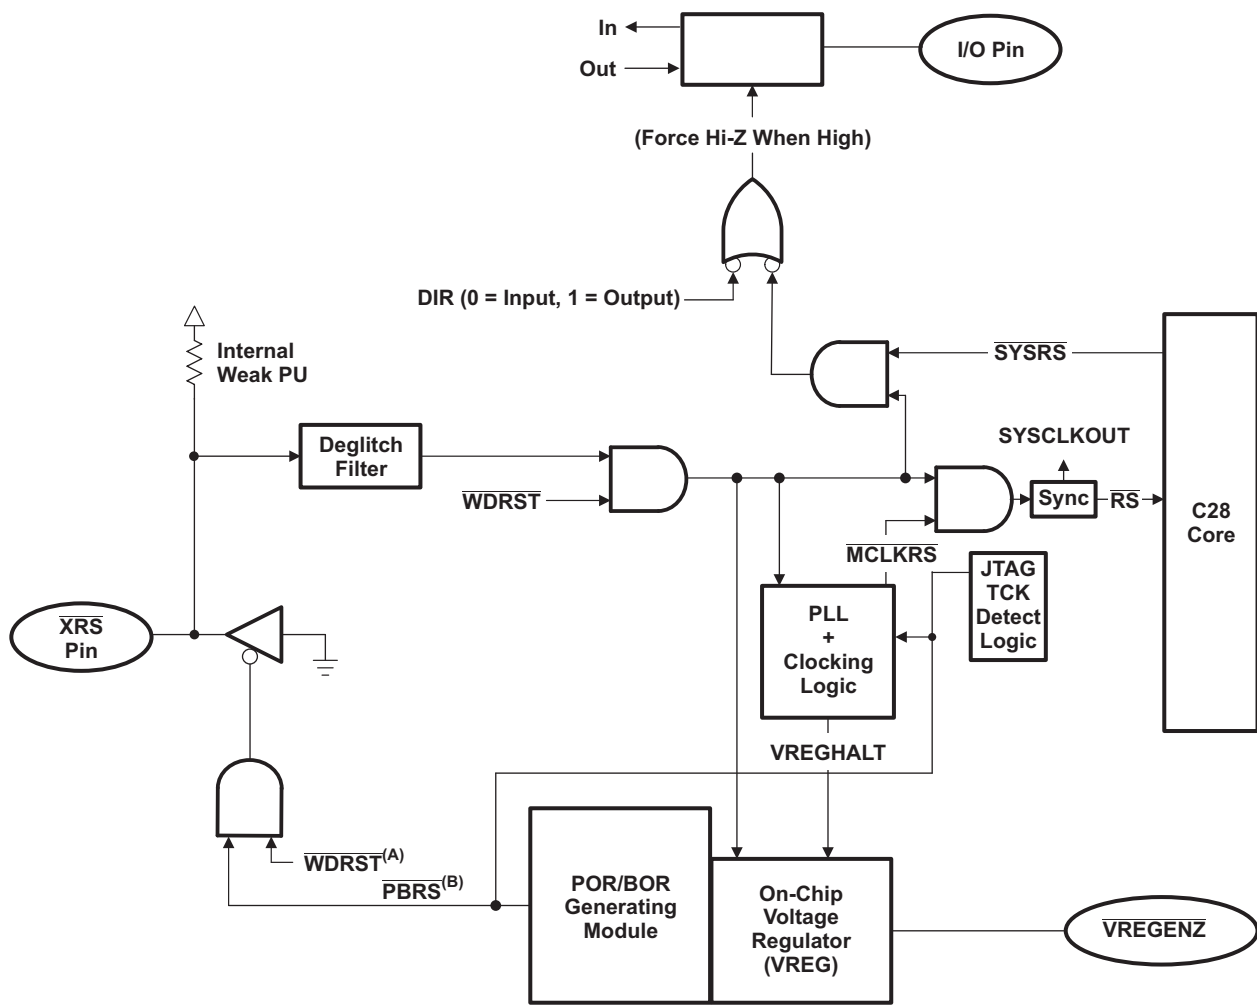 In
Out
I/O Pin
(Force Hi-Z When High)
DIR (0 = Input, 1 = Output)
Internal
Weak PU
SYSRS
Deglitch
Filter
SYSCLKOUT
WDRST
Sync
RS
C28
Core
MCLKRS
JTAG
TCK
Detect
Logic
PLL
+
Clocking
Logic
XRS
Pin
VREGHALT
WDRST(A)
PBRS(B)
POR/BOR
Generating
Module
On-Chip
Voltage
Regulator
(VREG)
VREGENZ